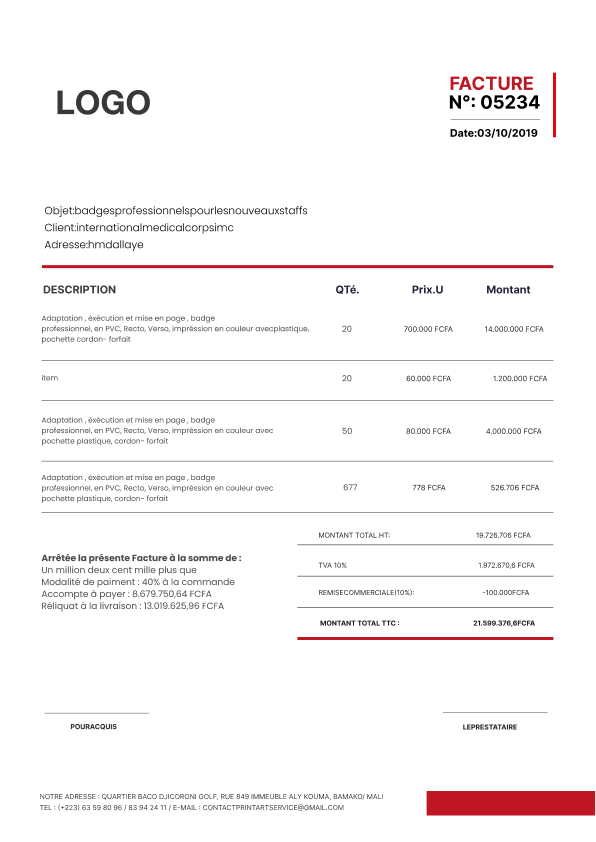 LOGO
FACTURE
N°: 05234
Date:03/10/2019
Objet:badgesprofessionnelspourlesnouveauxstaffs
Client:internationalmedicalcorpsimc
Adresse:hmdallaye
DESCRIPTION QTé. Prix.U Montant
Adaptation , éxécution et mise en page , badge
professionnel, en PVC, Recto, Verso, impréssion en couleur avecplastique, 20 700.000 FCFA 14.000.000 FCFA
pochette cordon- forfait
item 20 60.000 FCFA 1.200.000 FCFA
Adaptation , éxécution et mise en page , badge
professionnel, en PVC, Recto, Verso, impréssion en couleur avec 50 80.000 FCFA 4.000.000 FCFA
pochette plastique, cordon- forfait
Adaptation , éxécution et mise en page , badge
professionnel, en PVC, Recto, Verso, impréssion en couleur avec 677 778 FCFA 526.706 FCFA
pochette plastique, cordon- forfait
MONTANT TOTAL HT: 19.726.706 FCFA
TVA 10% 1.972.670,6 FCFA
REMISECOMMERCIALE(10%): -100.000FCFA
MONTANT TOTAL TTC : 21.599.376,6FCFA
Arrêtée la présente Facture à la somme de :
Un million deux cent mille plus que
Modalité de paiment : 40% à la commande
Accompte à payer : 8.679.750,64 FCFA
Réliquat à la livraison : 13.019.625,96 FCFA
POURACQUIS LEPRESTATAIRE
NOTRE ADRESSE : QUARTIER BACO DJICORONI GOLF, RUE 849 IMMEUBLE ALY KOUMA, BAMAKO/ MALI
TEL : (+223) 63 59 80 96 / 83 94 24 11 / E-MAIL : CONTACTPRINTARTSERVICE@GMAIL.COM